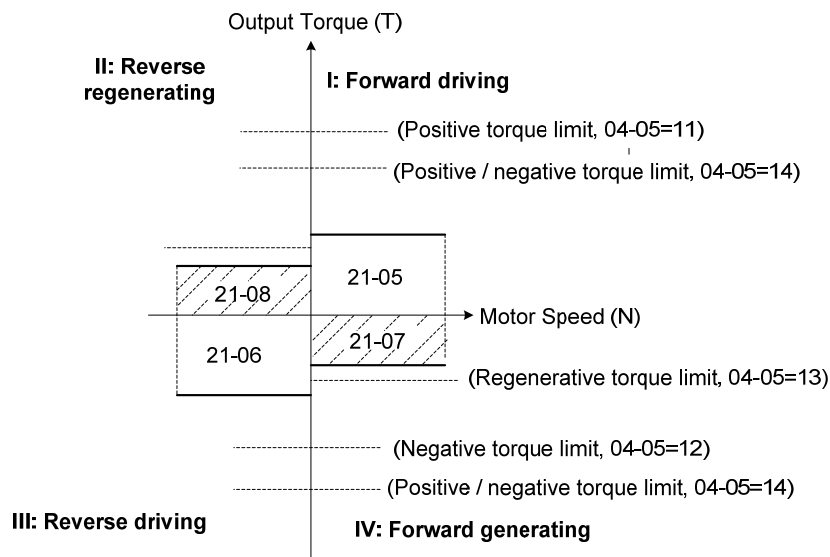 Output Torque (T)
II: Reverse
regenerating
I: Forward driving
(Positive torque limit, 04-05=11)
(Positive / negative torque limit, 04-05=14)
21-05
21-08
Motor Speed (N)
21-07
21-06
(Regenerative torque limit, 04-05=13)
(Negative torque limit, 04-05=12)
(Positive / negative torque limit, 04-05=14)
III: Reverse driving
IV: Forward generating